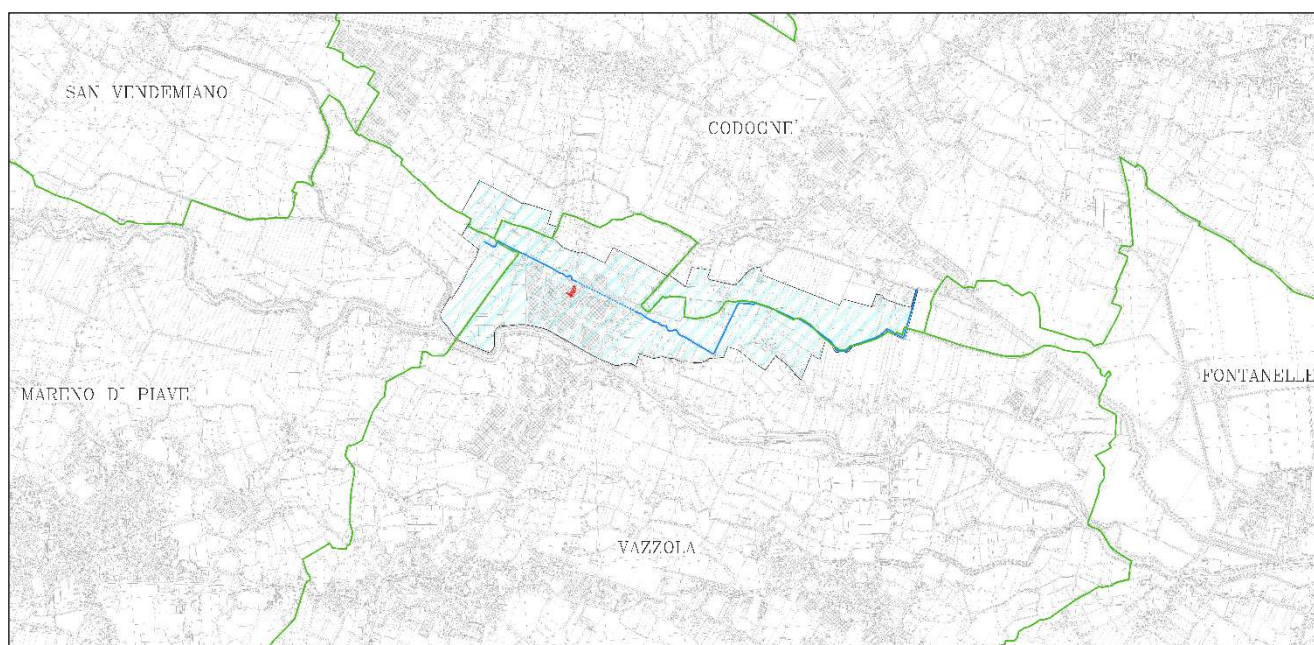 SAN VENDEMIANO
CODOGNE'
MARENO DI PIAVE
FONTANELLE
VAZZOLA